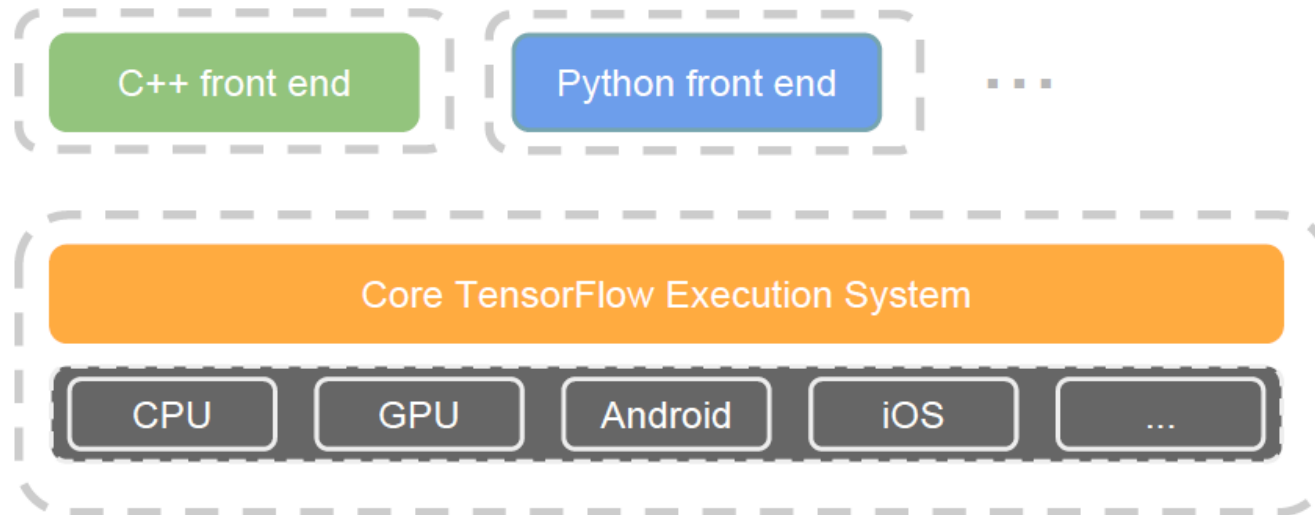 C++ front end
Python front end
...
Core TensorFlow Execution System
CPU
GPU
Android
iOS
...